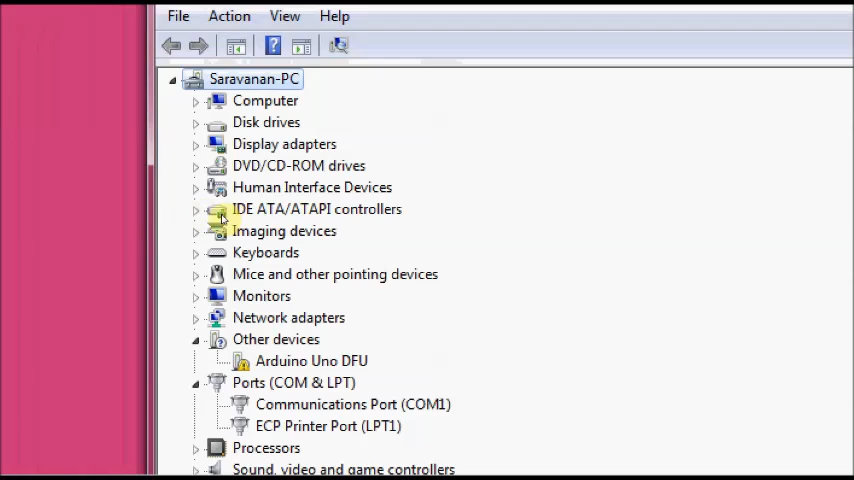 File Action View Help
Saravanan-PC
Computer
Disk drives
Display adapters
DVD/CD-ROM drives
Human Interface Devices
IDE ATA/ATAPI controllers
Imaging devices
Keyboards
Mice and other pointing devices
Monitors
Network adapters
Other devices
Arduino Uno DFU
Ports (COM & LPT)
Communications Port (COM1)
ECP Printer Port (LPT1)
Processors
Sound, video and game controllers